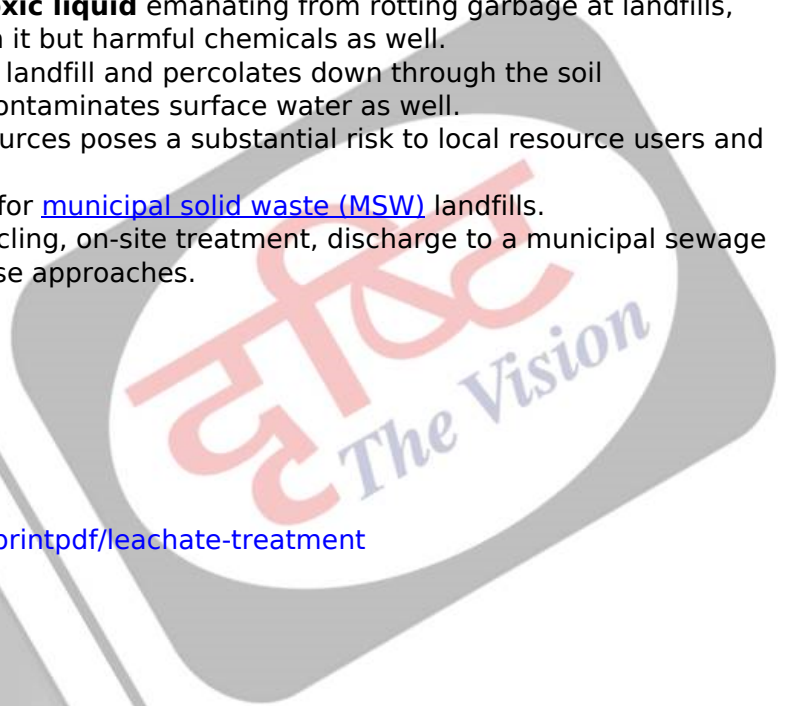 oxic liquid emanating from rotting garbage at landfills,
it but harmful chemicals as well.
landfill and percolates down through the soil
ontaminates surface water as well.
urces poses a substantial risk to local resource users and
for municipal solid waste (MSW) landfills.
cling, on-site treatment, discharge to a municipal sewage
se approaches.
दृष्टि
The Vision
printpdf/leachate-treatment